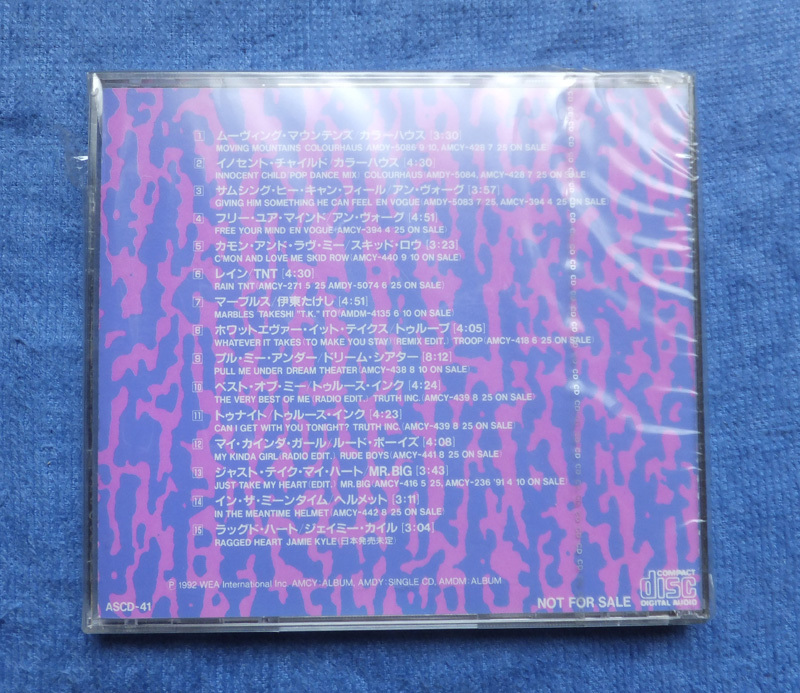 1 ムーヴィング・マウンテンズ/カラーハウス [3:30]
MOVING MOUNTAINS COLOURHAUS AMDY-5088 9 10, AMCY-428 7 25 ON SALE)
2 イノセント・チャイルド/カラーハウス [4:30]
INNOCENT CHILD(POP DANCE MIX) COLOURHAUS(AMDY-5084, AMCY-428 7 25 ON SALE)
3 サムシング・ヒー・キャン・フィール アン・ヴォーグ [3:57]
GIVING HIM SOMETHING HE CAN FEEL EN VOGUE(AMDY-5083 7 25, AMCY-394 4 25 ON SALE)
4 フリー・ユア・マインド アン・ヴォーグ [4:51]
FREE YOUR MIND EN VOGUE(AMCY-394 4 25 ON SALE)
5 カモン・アンド・ラヴ・ミー/スキッド・ロウ [3:23]
C'MON AND LOVE ME SKID ROW(AMCY-440 9 10 ON SALE)
6 レイン/TNT [4:30]
RAIN TNT(AMCY-271 5 25 AMDY-5074 6 25 ON SALE)
7 マーブルス/伊東たけし [4:51]
MARBLES TAKESHI "T.K." ITO(AMDM-4135 6 10 ON SALE)
8 ホワットエヴァー・イット・テイクス/トゥループ [4:05]
WHATEVER IT TAKES(TO MAKE YOU STAY)(REMIX EDIT.) TROOP(AMCY-418 6 25 ON SALE)
9 プル・ミー・アンダー/ドリーム・シアター [8:12]
PULL ME UNDER DREAM THEATER(AMCY-438 8 10 ON SALE)
10 ベスト・オブ・ミー/トゥルース・インク [4:24]
THE VERY BEST OF ME(RADIO EDIT.) TRUTH INC.(AMCY-439 8 25 ON SALE)
11 トゥナイト/トゥルース・インク [4:23]
CAN I GET WITH YOU TONIGHT? TRUTH INC.(AMCY-439 8 25 ON SALE)
12 マイ・カインダ・ガール/ルード・ボーイズ [4:08]
MY KINDA GIRL(RADIO EDIT.) RUDE BOYS(AMCY-441 8 25 ON SALE)
13 ジャスト・テイク・マイ・ハート/MR.BIG [3:43]
JUST TAKE MY HEART(EDIT.) MR.BIG(AMCY-416 5 25, AMCY-236 '91 4 10 ON SALE)
14 イン・ザ・ミーンタイム/ヘルメット [3:11]
IN THE MEANTIME HELMET(AMCY-442 8 25 ON SALE)
15 ラッグド・ハート/ジェイミー・カイル [3:04]
RAGGED HEART JAMIE KYLE(日本発売未定)
℗ 1992 WEA International Inc. AMCY:ALBUM, AMDY:SINGLE CD, AMDM:ALBUM
ASCD-41
NOT FOR SALE
COMPACT
disc
DIGITAL AUDIO